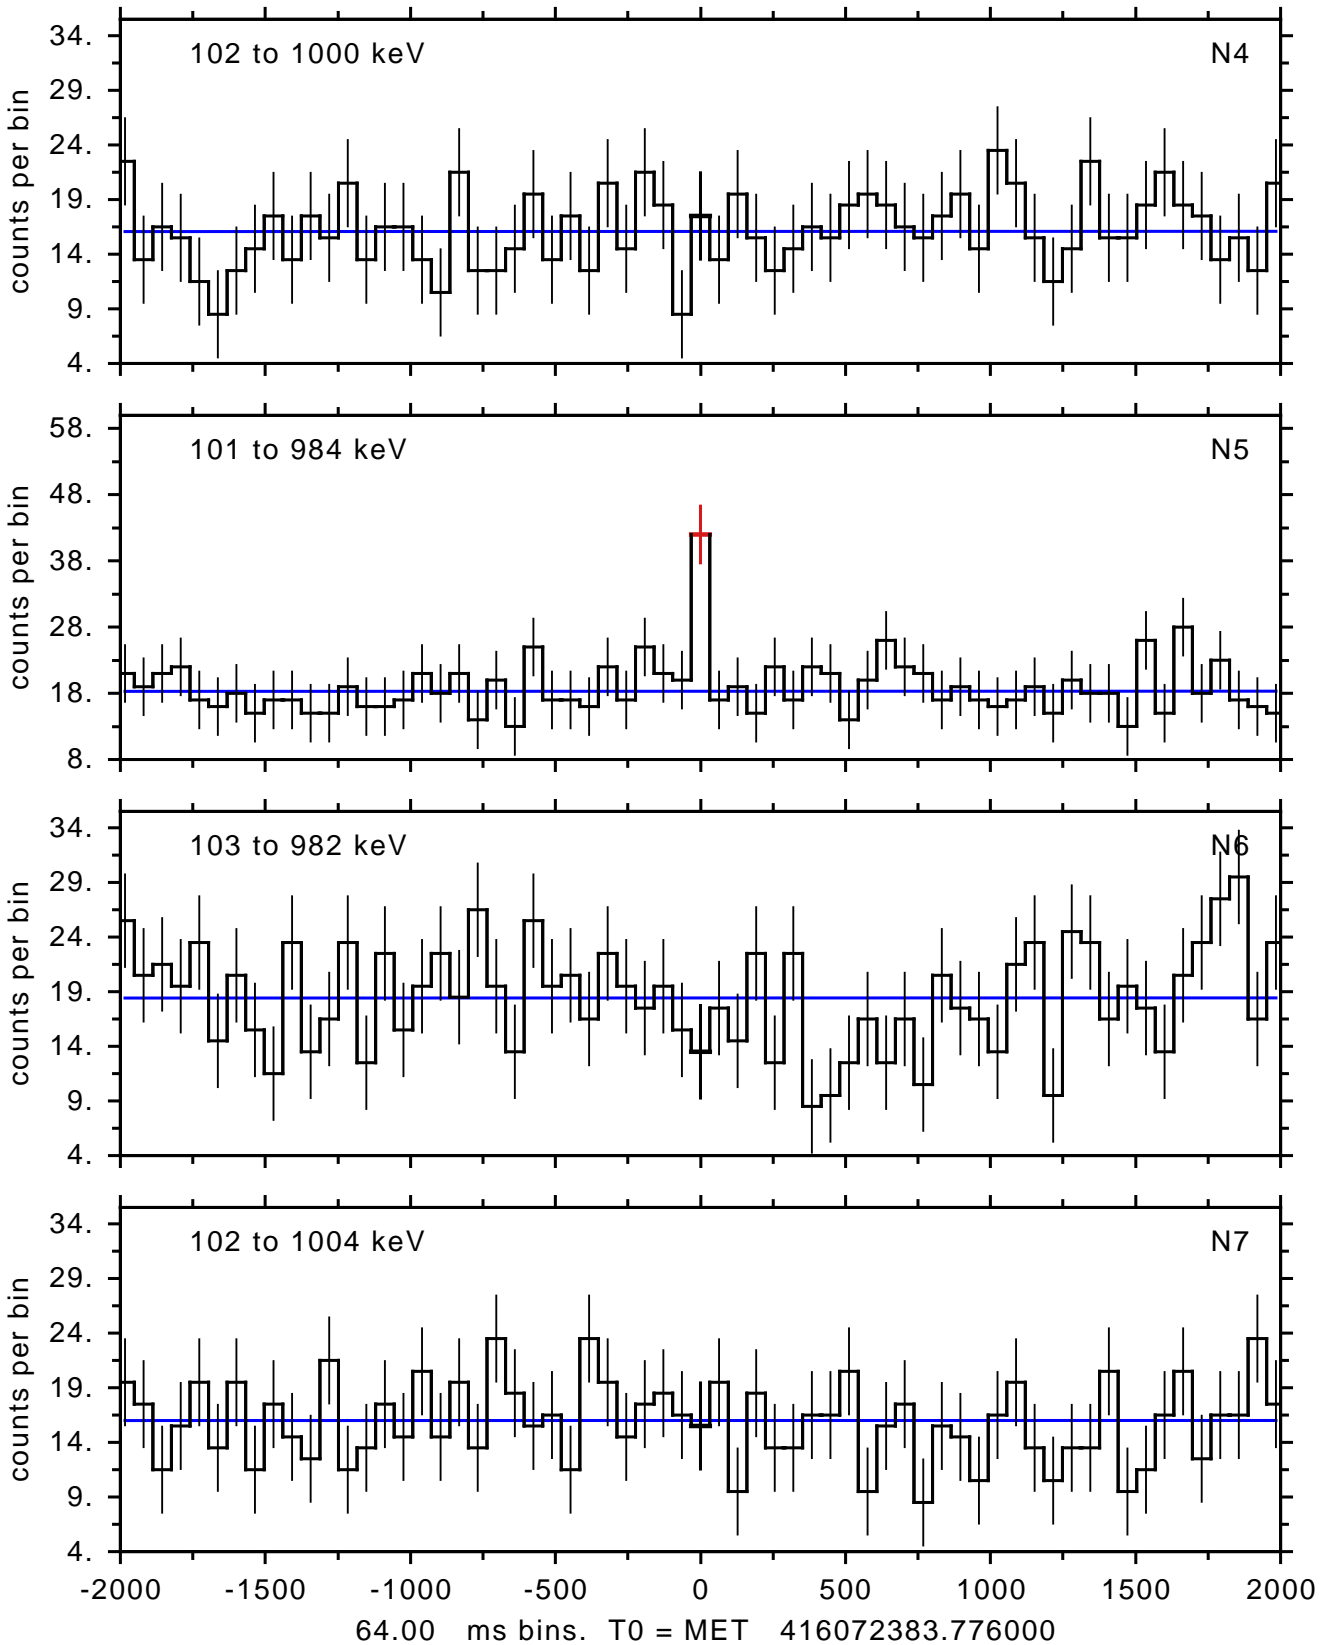 102 to 1000 keV N4
counts per bin
34.
29.
24.
19.
14.
9.
4.
101 to 984 keV N5
counts per bin
58.
48.
38.
28.
18.
8.
103 to 982 keV N6
counts per bin
34.
29.
24.
19.
14.
9.
4.
102 to 1004 keV N7
counts per bin
34.
29.
24.
19.
14.
9.
4.
-2000 -1500 -1000 -500 0 500 1000 1500 2000
64.00 ms bins. T0 = MET 416072383.776000